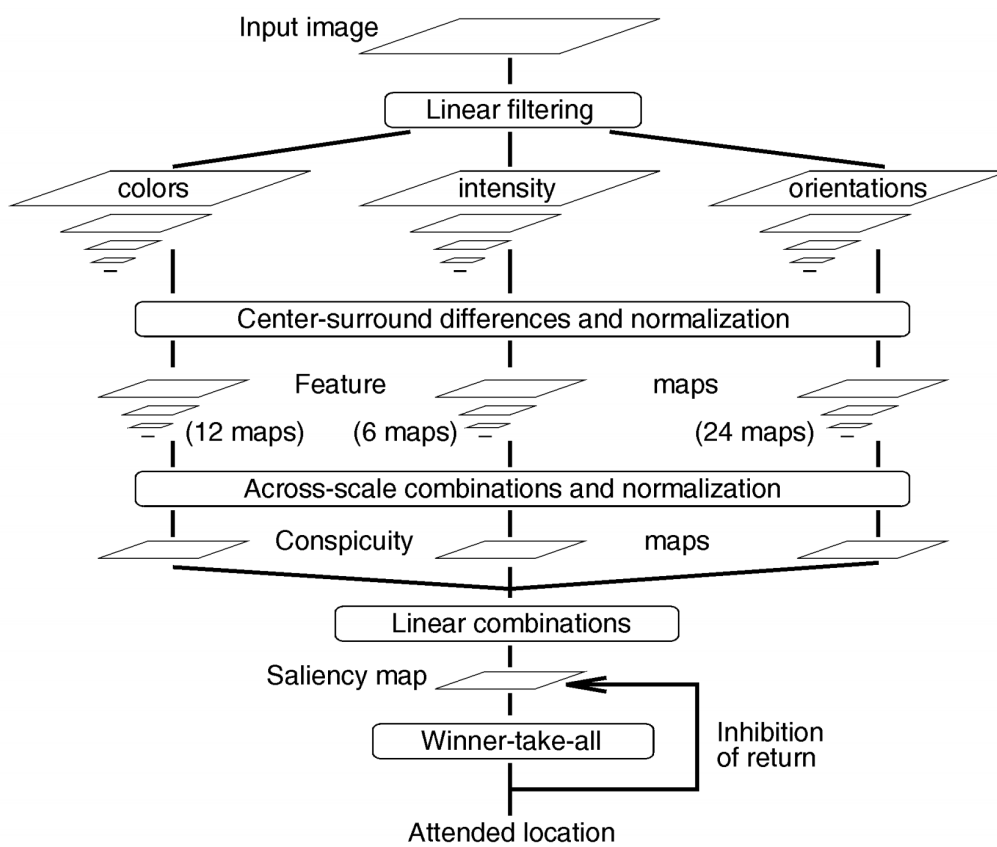 Input image
Linear filtering
colors intensity orientations
Center-surround differences and normalization
Feature maps
(12 maps) (6 maps) (24 maps)
Across-scale combinations and normalization
Conspicuity maps
Linear combinations
Saliency map
Winner-take-all
Inhibition
of return
Attended location